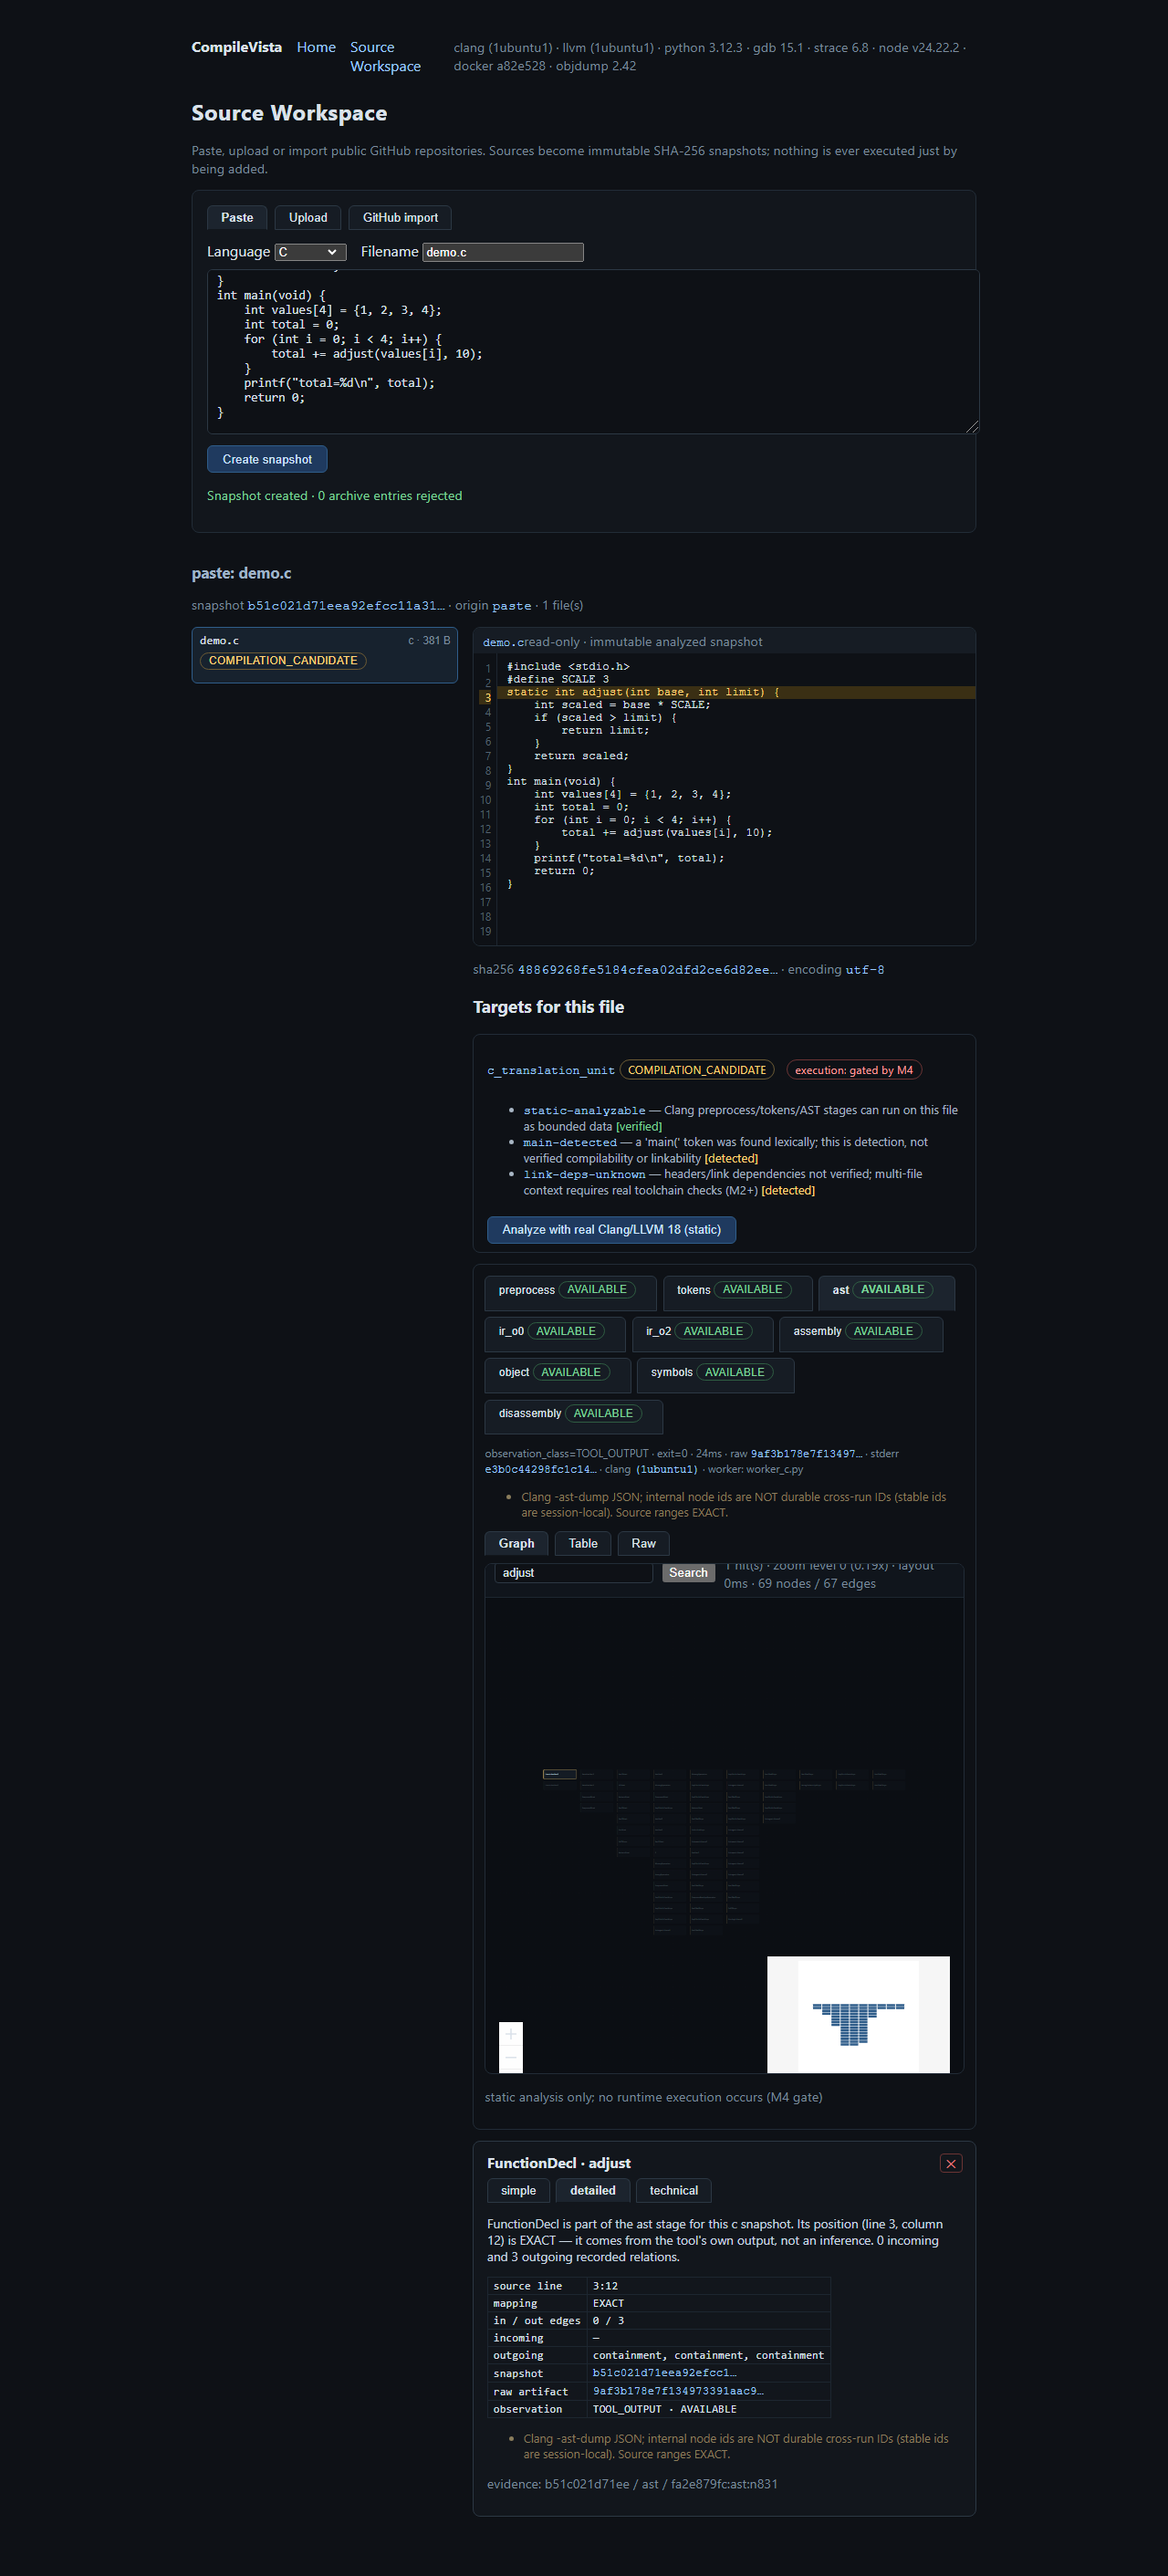 CompileVista Home Source Workspace
clang (1ubuntu1) · llvm (1ubuntu1) · python 3.12.3 · gdb 15.1 · strace 6.8 · node v24.22.2 ·
docker a82e528 · objdump 2.42
Source Workspace
Paste, upload or import public GitHub repositories. Sources become immutable SHA-256 snapshots; nothing is ever executed just by
being added.
Paste Upload GitHub import
Language C Filename demo.c
}
int main(void) {
    int values[4] = {1, 2, 3, 4};
    int total = 0;
    for (int i = 0; i < 4; i++) {
        total += adjust(values[i], 10);
    }
    printf("total=%d\n", total);
    return 0;
}
Create snapshot
Snapshot created · 0 archive entries rejected
paste: demo.c
snapshot b51c021d71eea92efcc11a31… · origin paste · 1 file(s)
demo.c c · 381 B
COMPILATION_CANDIDATE
demo.cread-only · immutable analyzed snapshot
1 #include <stdio.h>
2 #define SCALE 3
3 static int adjust(int base, int limit) {
4     int scaled = base * SCALE;
5     if (scaled > limit) {
6         return limit;
7     }
8     return scaled;
9 }
10 int main(void) {
11     int values[4] = {1, 2, 3, 4};
12     int total = 0;
13     for (int i = 0; i < 4; i++) {
14         total += adjust(values[i], 10);
15     }
16     printf("total=%d\n", total);
17     return 0;
18 }
19
sha256 48869268fe5184cfea02dfd2ce6d82ee… · encoding utf-8
Targets for this file
c_translation_unit COMPILATION_CANDIDATE execution: gated by M4
• static-analyzable — Clang preprocess/tokens/AST stages can run on this file
as bounded data [verified]
• main-detected — a 'main(' token was found lexically; this is detection, not
verified compilability or linkability [detected]
• link-deps-unknown — headers/link dependencies not verified; multi-file
context requires real toolchain checks (M2+) [detected]
Analyze with real Clang/LLVM 18 (static)
preprocess AVAILABLE tokens AVAILABLE ast AVAILABLE
ir_o0 AVAILABLE ir_o2 AVAILABLE assembly AVAILABLE
object AVAILABLE symbols AVAILABLE
disassembly AVAILABLE
observation_class=TOOL_OUTPUT · exit=0 · 24ms · raw 9af3b178e7f13497… · stderr
e3b0c44298fc1c14… · clang (1ubuntu1) · worker: worker_c.py
• Clang -ast-dump JSON; internal node ids are NOT durable cross-run IDs (stable ids
are session-local). Source ranges EXACT.
Graph Table Raw
adjust Search 1 hit(s) · zoom level 0 (0.19x) · layout
0ms · 69 nodes / 67 edges
+
−
static analysis only; no runtime execution occurs (M4 gate)
FunctionDecl · adjust ×
simple detailed technical
FunctionDecl is part of the ast stage for this c snapshot. Its position (line 3, column
12) is EXACT — it comes from the tool's own output, not an inference. 0 incoming
and 3 outgoing recorded relations.
source line 3:12
mapping EXACT
in / out edges 0 / 3
incoming —
outgoing containment, containment, containment
snapshot b51c021d71eea92efcc1…
raw artifact 9af3b178e7f134973391aac9…
observation TOOL_OUTPUT · AVAILABLE
• Clang -ast-dump JSON; internal node ids are NOT durable cross-run IDs (stable ids
are session-local). Source ranges EXACT.
evidence: b51c021d71ee / ast / fa2e879fc:ast:n831